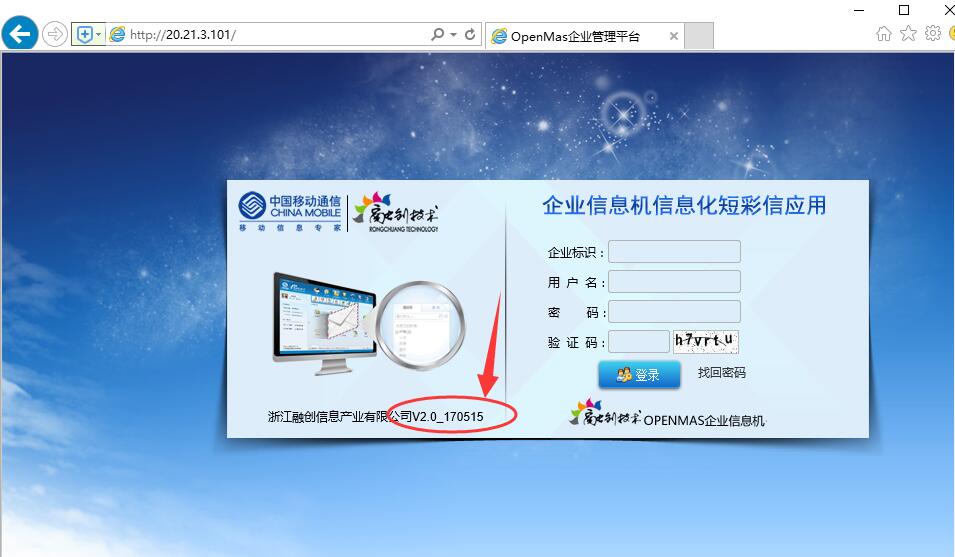 http://20.21.3.101/
OpenMas企业管理平台
中国移动通信
CHINA MOBILE
移动信息专家
融创技术
RONGCHUANG TECHNOLOGY
企业信息机信息化短彩信应用
企业标识：
用 户 名：
密 码：
验 证 码：
h7vrtu
登录
找回密码
浙江融创信息产业有限公司V2.0_170515
融创技术 OPENMAS企业信息机